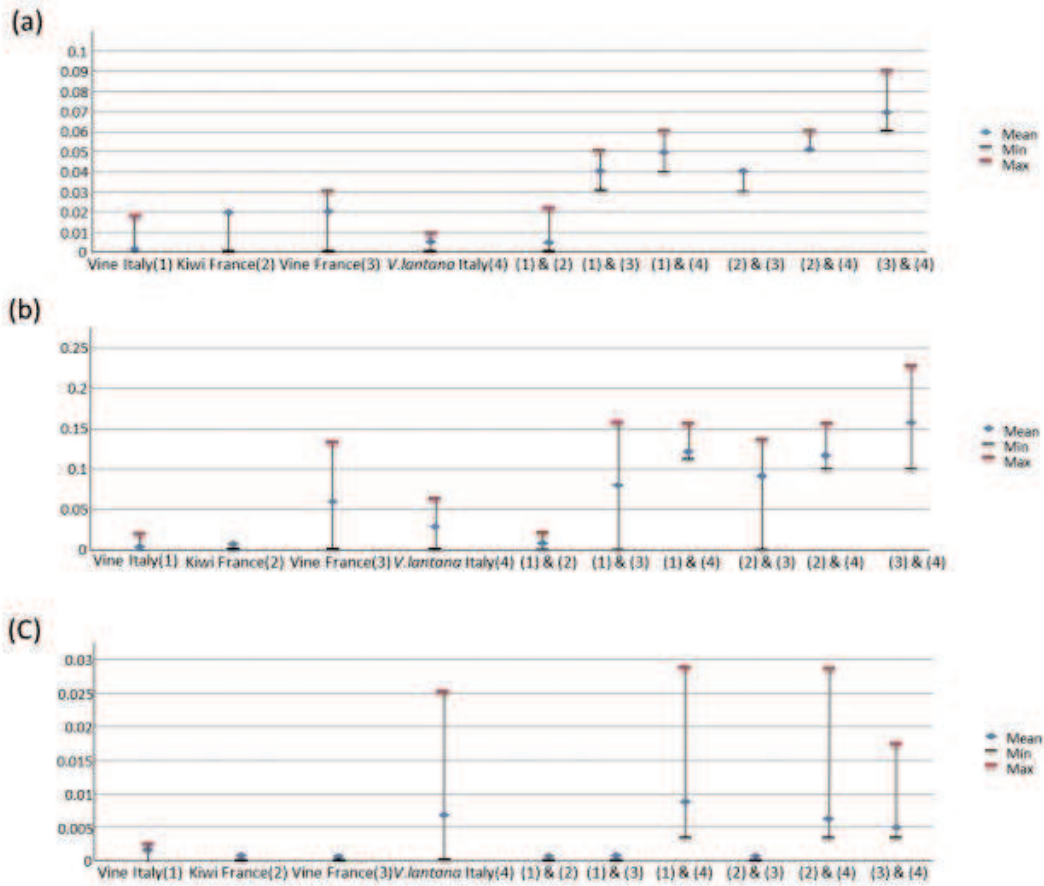 (a)
0.1
0.09
0.08
0.07
0.06
0.05
0.04
0.03
0.02
0.01
0
Vine Italy(1) Kiwi France(2) Vine France(3) V.lantana Italy(4) (1) & (2) (1) & (3) (1) & (4) (2) & (3) (2) & (4) (3) & (4)
Mean
Min
Max
(b)
0.25
0.2
0.15
0.1
0.05
0
Vine Italy(1) Kiwi France(2) Vine France(3) V.lantana Italy(4) (1) & (2) (1) & (3) (1) & (4) (2) & (3) (2) & (4) (3) & (4)
Mean
Min
Max
(C)
0.03
0.025
0.02
0.015
0.01
0.005
0
Vine Italy(1) Kiwi France(2) Vine France(3) V.lantana Italy(4) (1) & (2) (1) & (3) (1) & (4) (2) & (3) (2) & (4) (3) & (4)
Mean
Min
Max